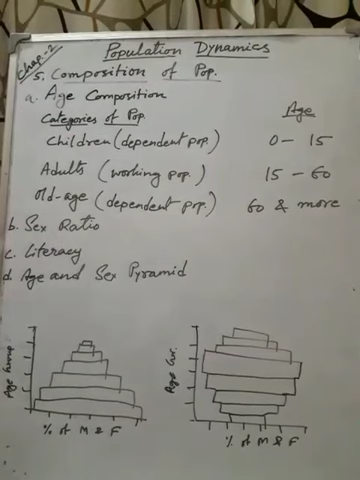 Chap-2
Population Dynamics
5. Composition of Pop.
a. Age Composition
Categories of Pop. Age
Children (dependent pop.) 0 - 15
Adults (working pop.) 15 - 60
Old-age (dependent pop.) 60 & more
b. Sex Ratio
c. Literacy
d. Age and Sex Pyramid
Age Group
% of M & F
Age Gr.
% of M & F